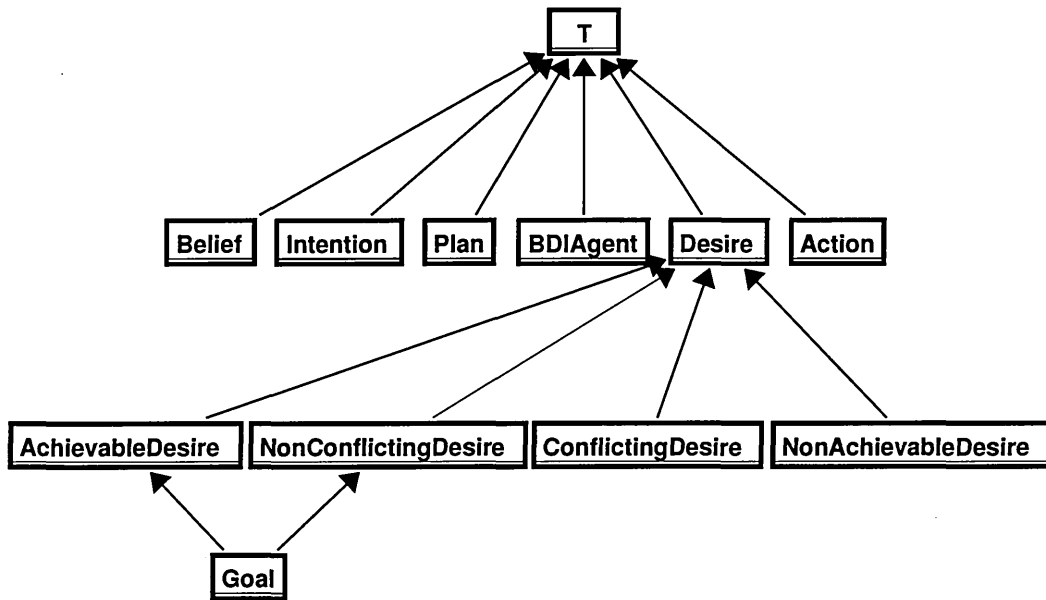 T
Belief
Intention
Plan
BDIAgent
Desire
Action
AchievableDesire
NonConflictingDesire
ConflictingDesire
NonAchievableDesire
Goal